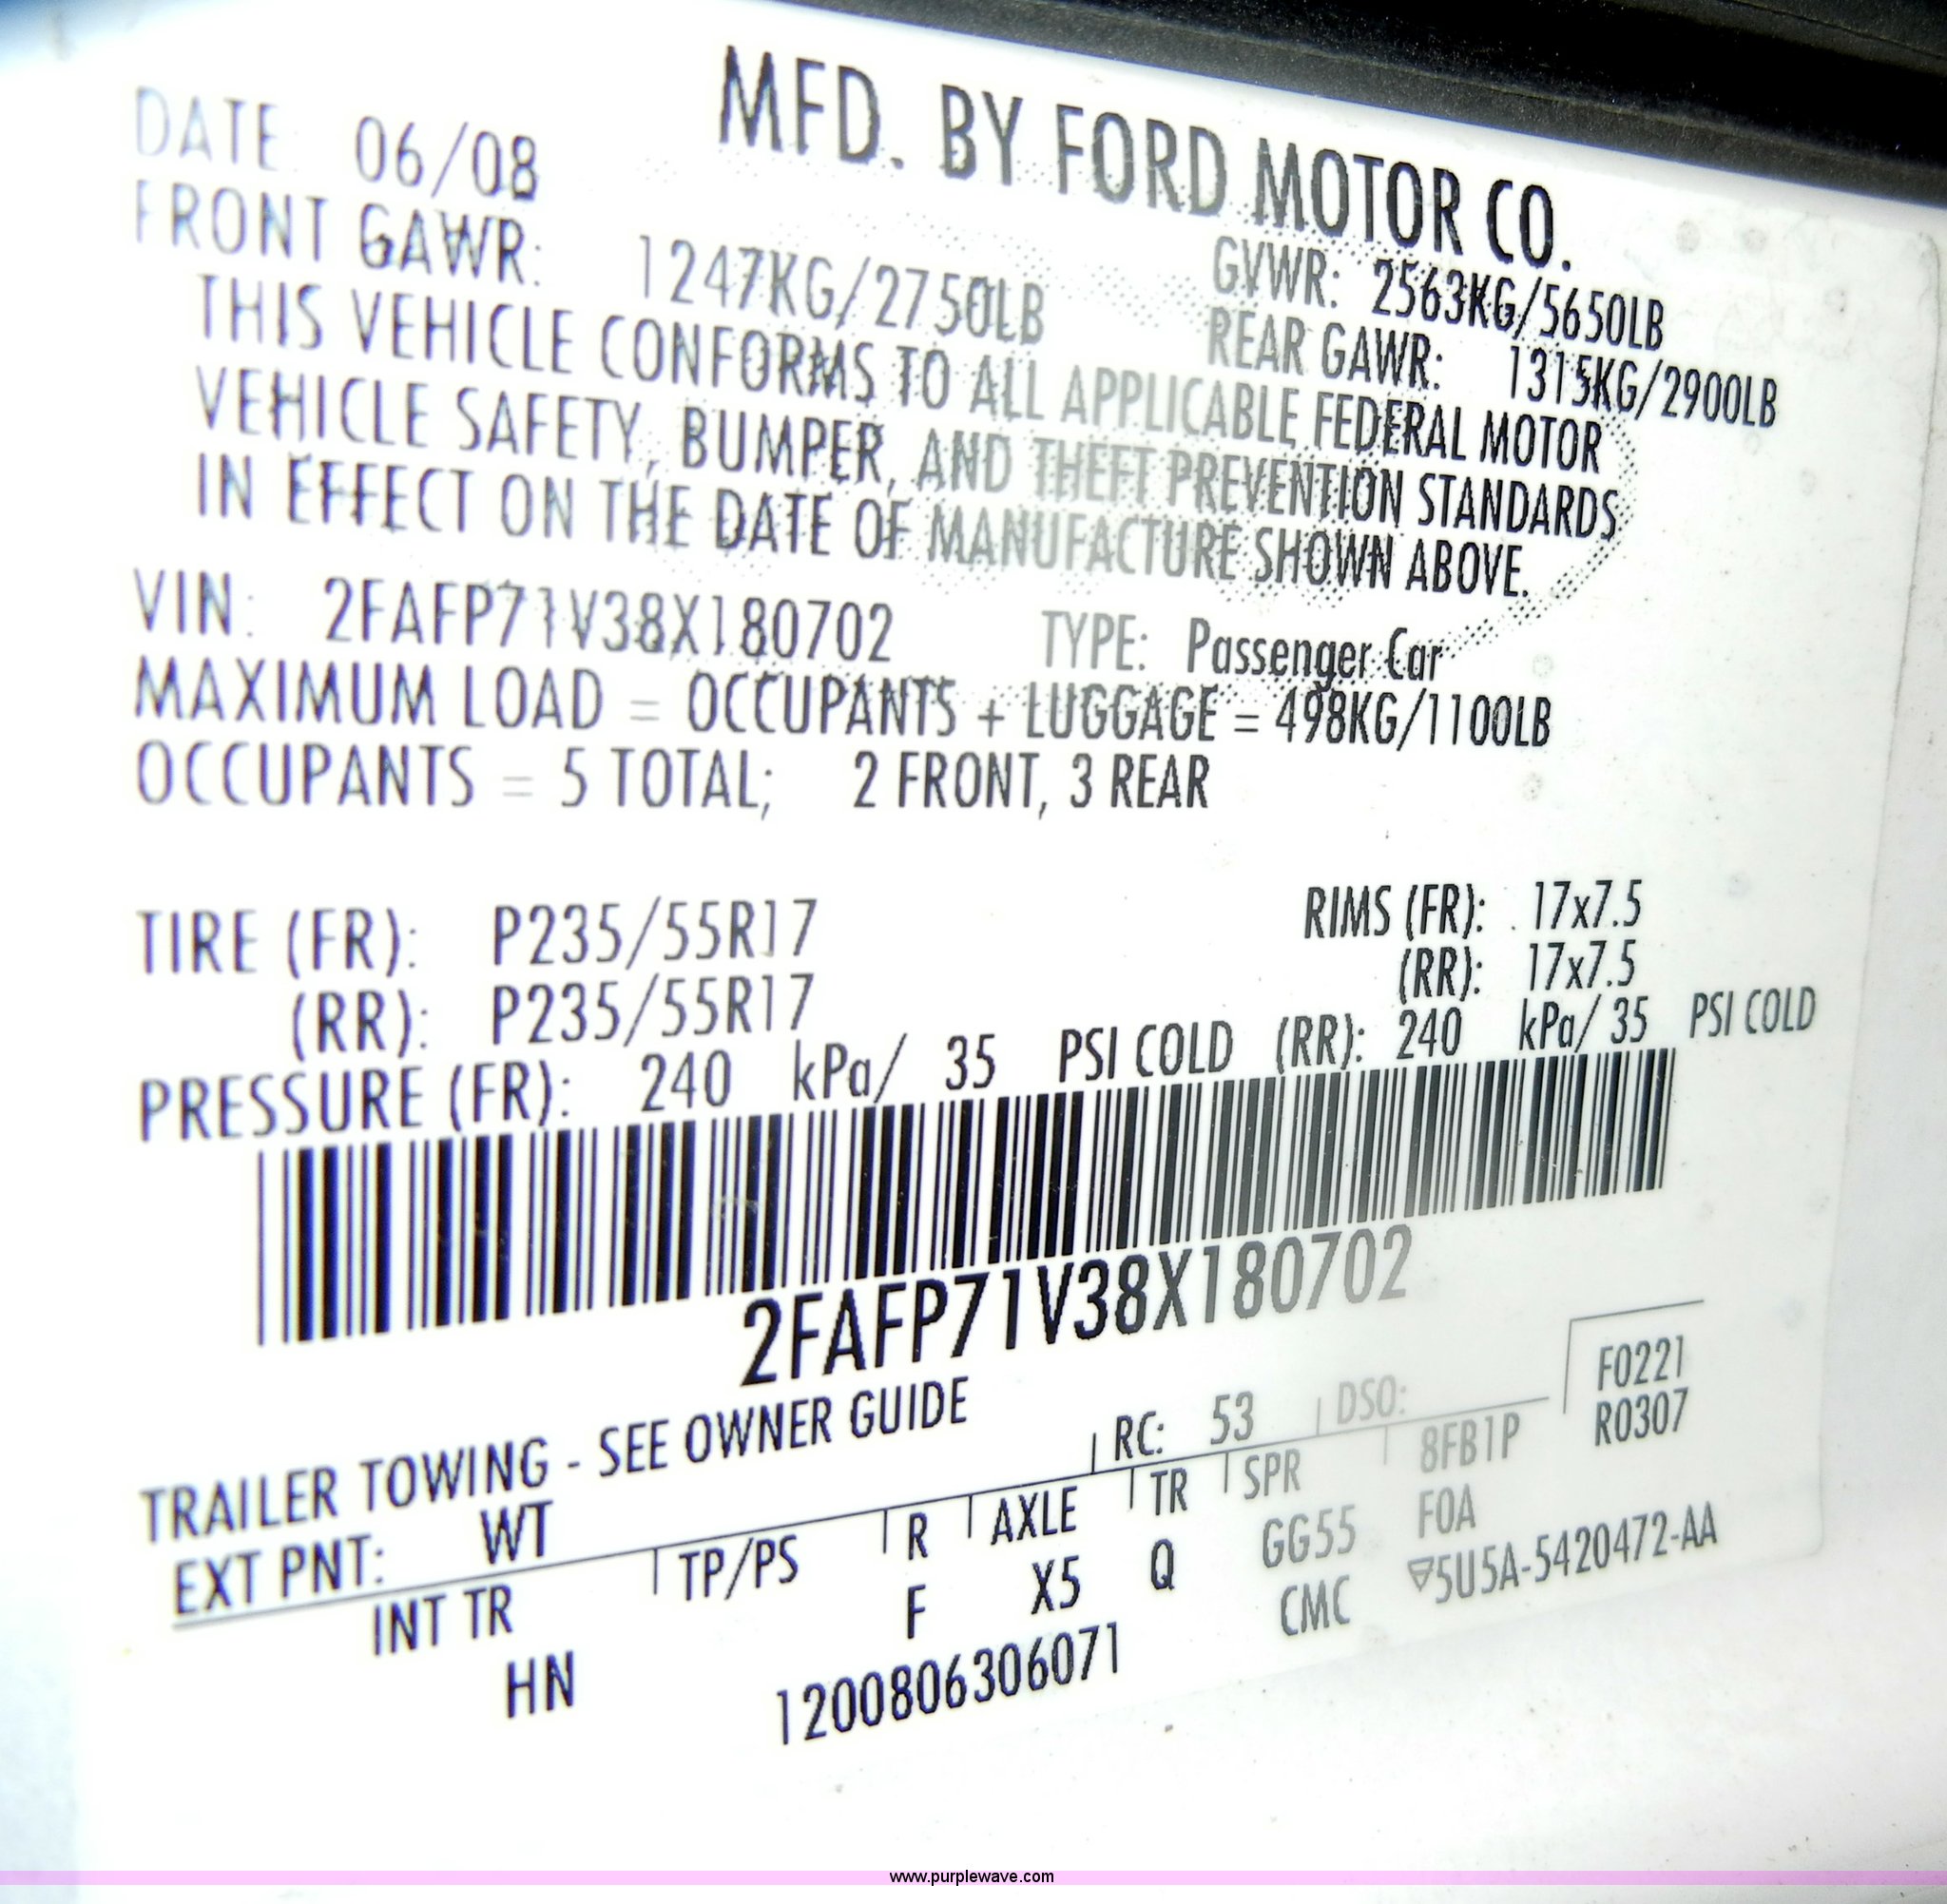 MFD. BY FORD MOTOR CO.
DATE: 06/08 GVWR: 2563KG/5650LB
FRONT GAWR: 1247KG/2750LB REAR GAWR: 1315KG/2900LB
THIS VEHICLE CONFORMS TO ALL APPLICABLE FEDERAL MOTOR
VEHICLE SAFETY, BUMPER, AND THEFT PREVENTION STANDARDS
IN EFFECT ON THE DATE OF MANUFACTURE SHOWN ABOVE.
VIN: 2FAFP71V38X180702 TYPE: Passenger Car
MAXIMUM LOAD = OCCUPANTS + LUGGAGE = 498KG/1100LB
OCCUPANTS = 5 TOTAL; 2 FRONT, 3 REAR
TIRE (FR): P235/55R17 RIMS (FR): 17x7.5
(RR): P235/55R17 (RR): 17x7.5
PRESSURE (FR): 240 kPa/ 35 PSI COLD (RR): 240 kPa/ 35 PSI COLD
2FAFP71V38X180702
TRAILER TOWING - SEE OWNER GUIDE
F0221
R0307
EXT PNT: WT RC: 53 DSO:
INT TR TP/PS R AXLE TR SPR 8FB1P
HN F X5 Q GG55 FOA
1200806306071 CMC ▽5U5A-5420472-AA
www.purplewave.com